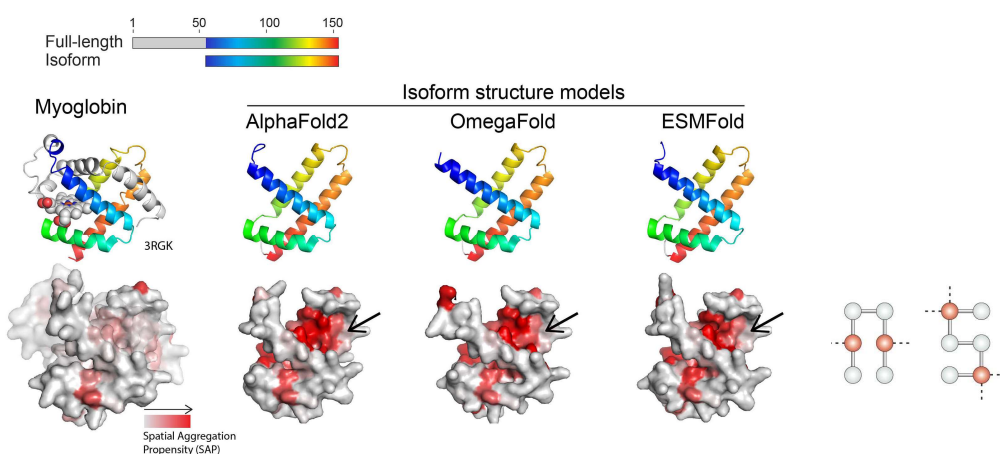 1 50 100 150
Full-length
Isoform
Isoform structure models
Myoglobin
AlphaFold2 OmegaFold ESMFold
3RGK
Spatial Aggregation
Propensity (SAP)